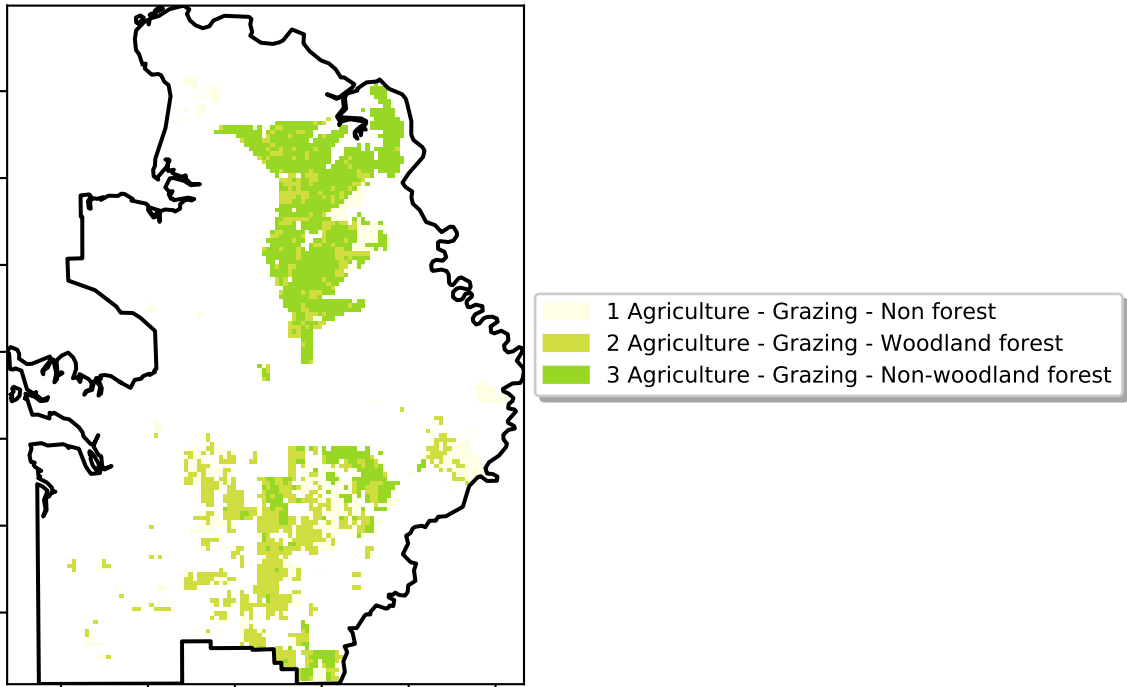 1 Agriculture - Grazing - Non forest
2 Agriculture - Grazing - Woodland forest
3 Agriculture - Grazing - Non-woodland forest